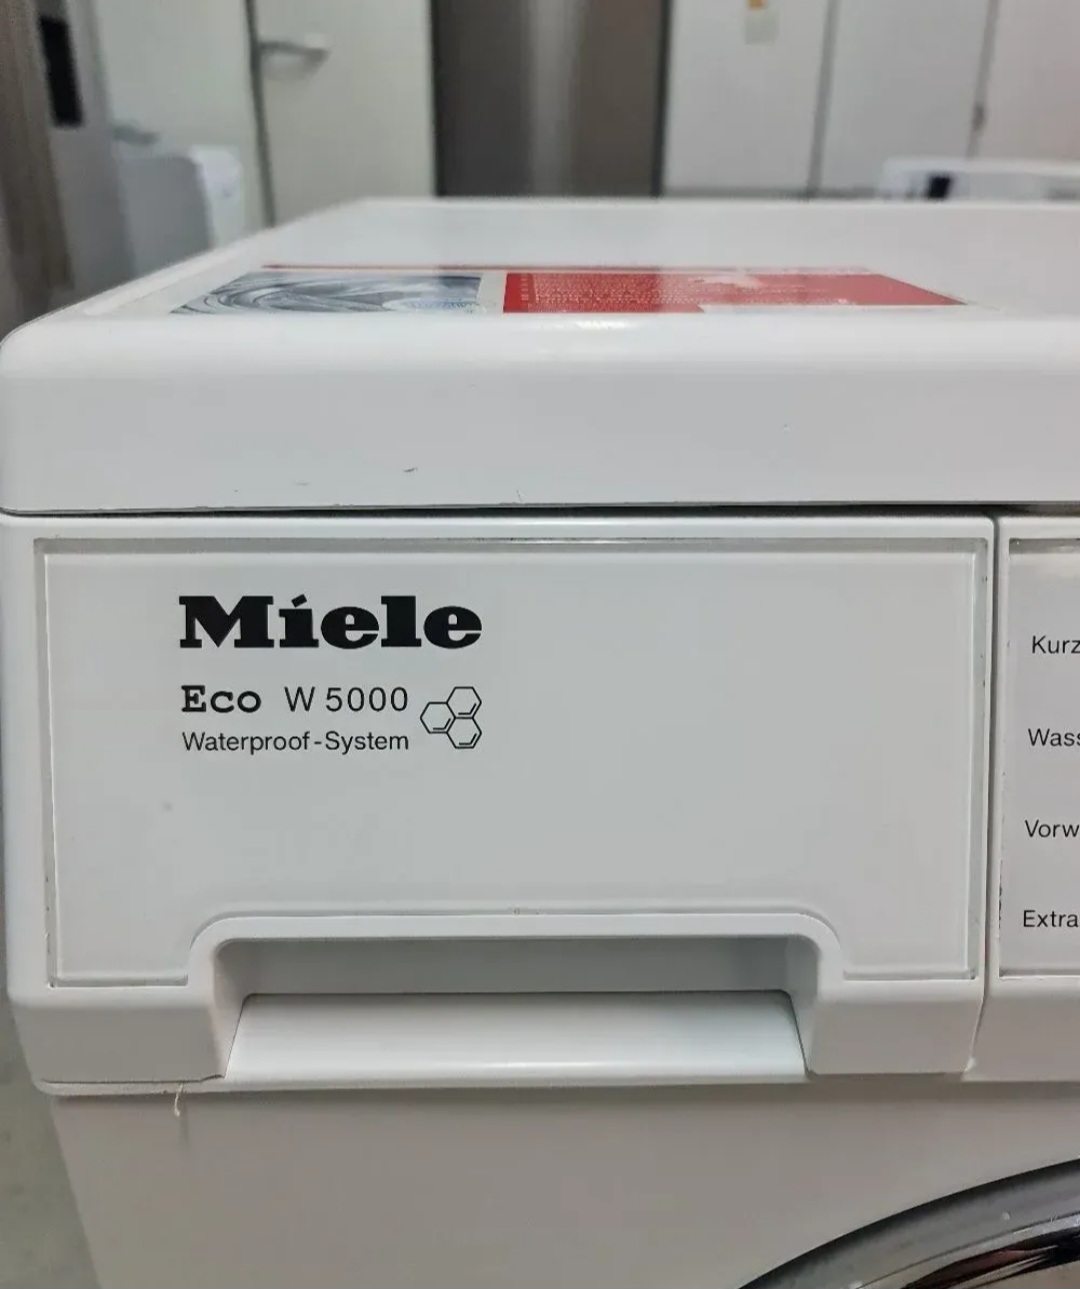 Miele
Eco W 5000
Waterproof-System
Kurz
Wass
Vorw
Extra